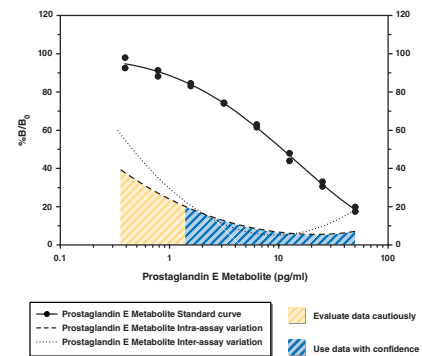 120
120
100
100
80
80
60
60
40
40
20
20
0
0
%B/B₀
0.1
1
10
100
Prostaglandin E Metabolite (pg/ml)
Prostaglandin E Metabolite Standard curve
Prostaglandin E Metabolite Intra-assay variation
Prostaglandin E Metabolite Inter-assay variation
Evaluate data cautiously
Use data with confidence